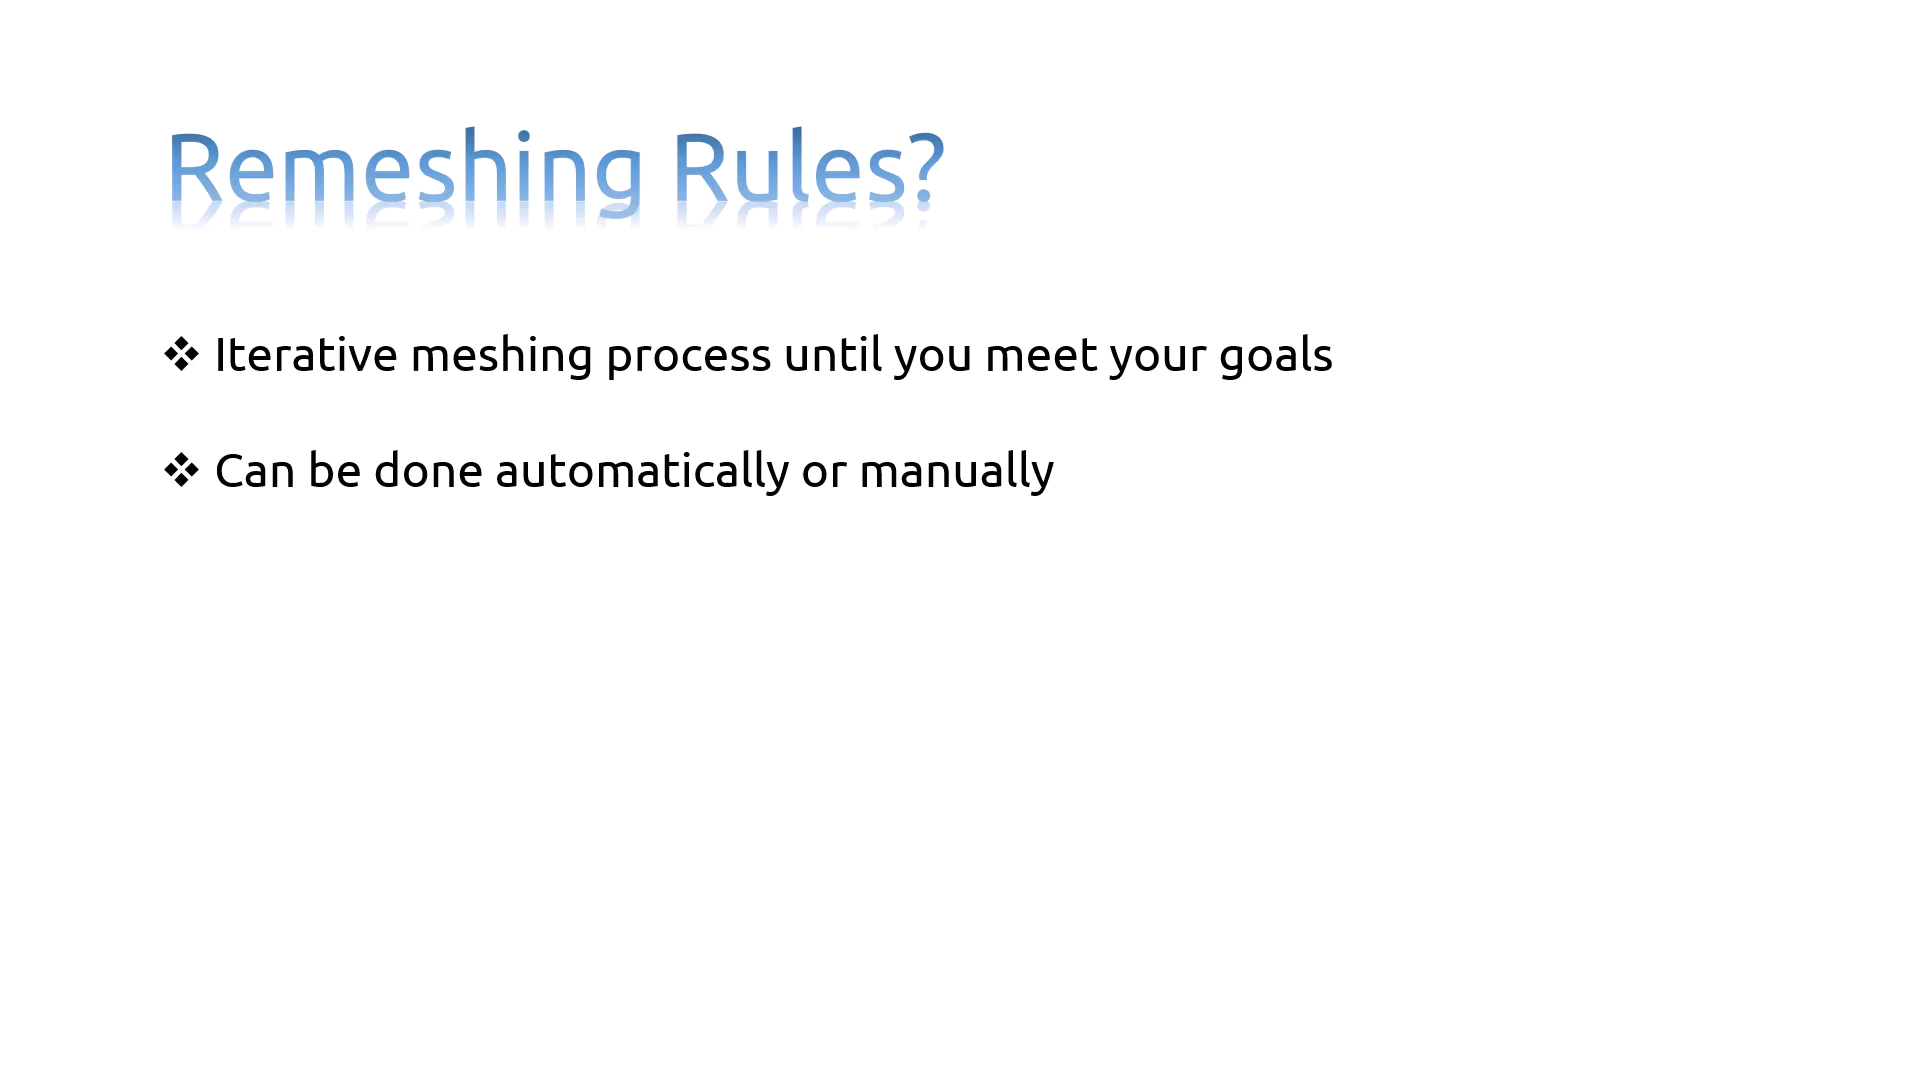 Remeshing Rules?
❖ Iterative meshing process until you meet your goals
❖ Can be done automatically or manually